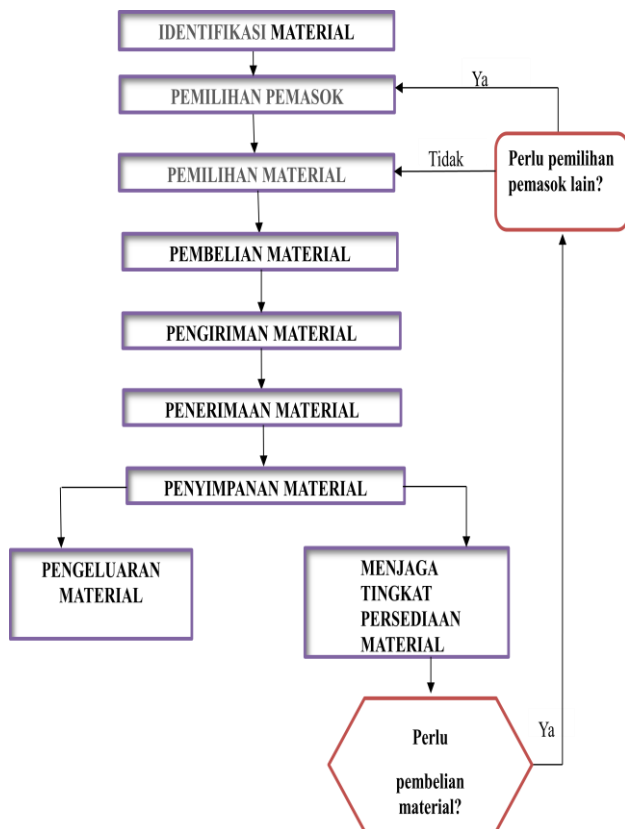 IDENTIFIKASI MATERIAL
Ya
PEMILIHAN PEMASOK
Tidak
Perlu pemilihan
pemasok lain?
PEMILIHAN MATERIAL
PEMBELIAN MATERIAL
PENGIRIMAN MATERIAL
PENERIMAAN MATERIAL
PENYIMPANAN MATERIAL
PENGELUARAN
MATERIAL
MENJAGA
TINGKAT
PERSEDIAAN
MATERIAL
Ya
Perlu
pembelian
material?